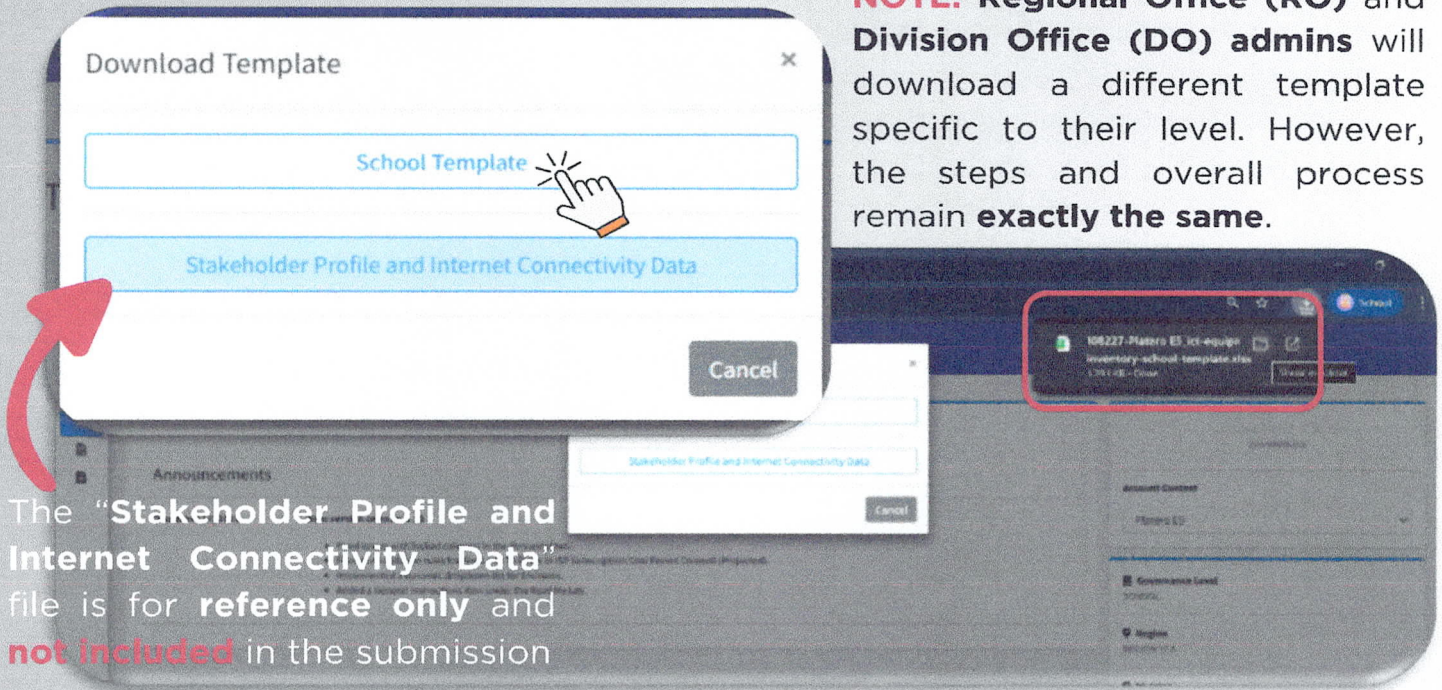 NOTE: Regional Office (RO) and
Division Office (DO) admins will
download a different template
specific to their level. However,
the steps and overall process
remain exactly the same.
Download Template
×
School Template
Stakeholder Profile and Internet Connectivity Data
Cancel
School
inventory-school-template.xlsx
×
Stakeholder Profile and Internet Connectivity Data
Cancel
Announcements
Account Context
Platero ES
Governance Level
SCHOOL
Region
The “Stakeholder Profile and
Internet Connectivity Data”
file is for reference only and
not included in the submission